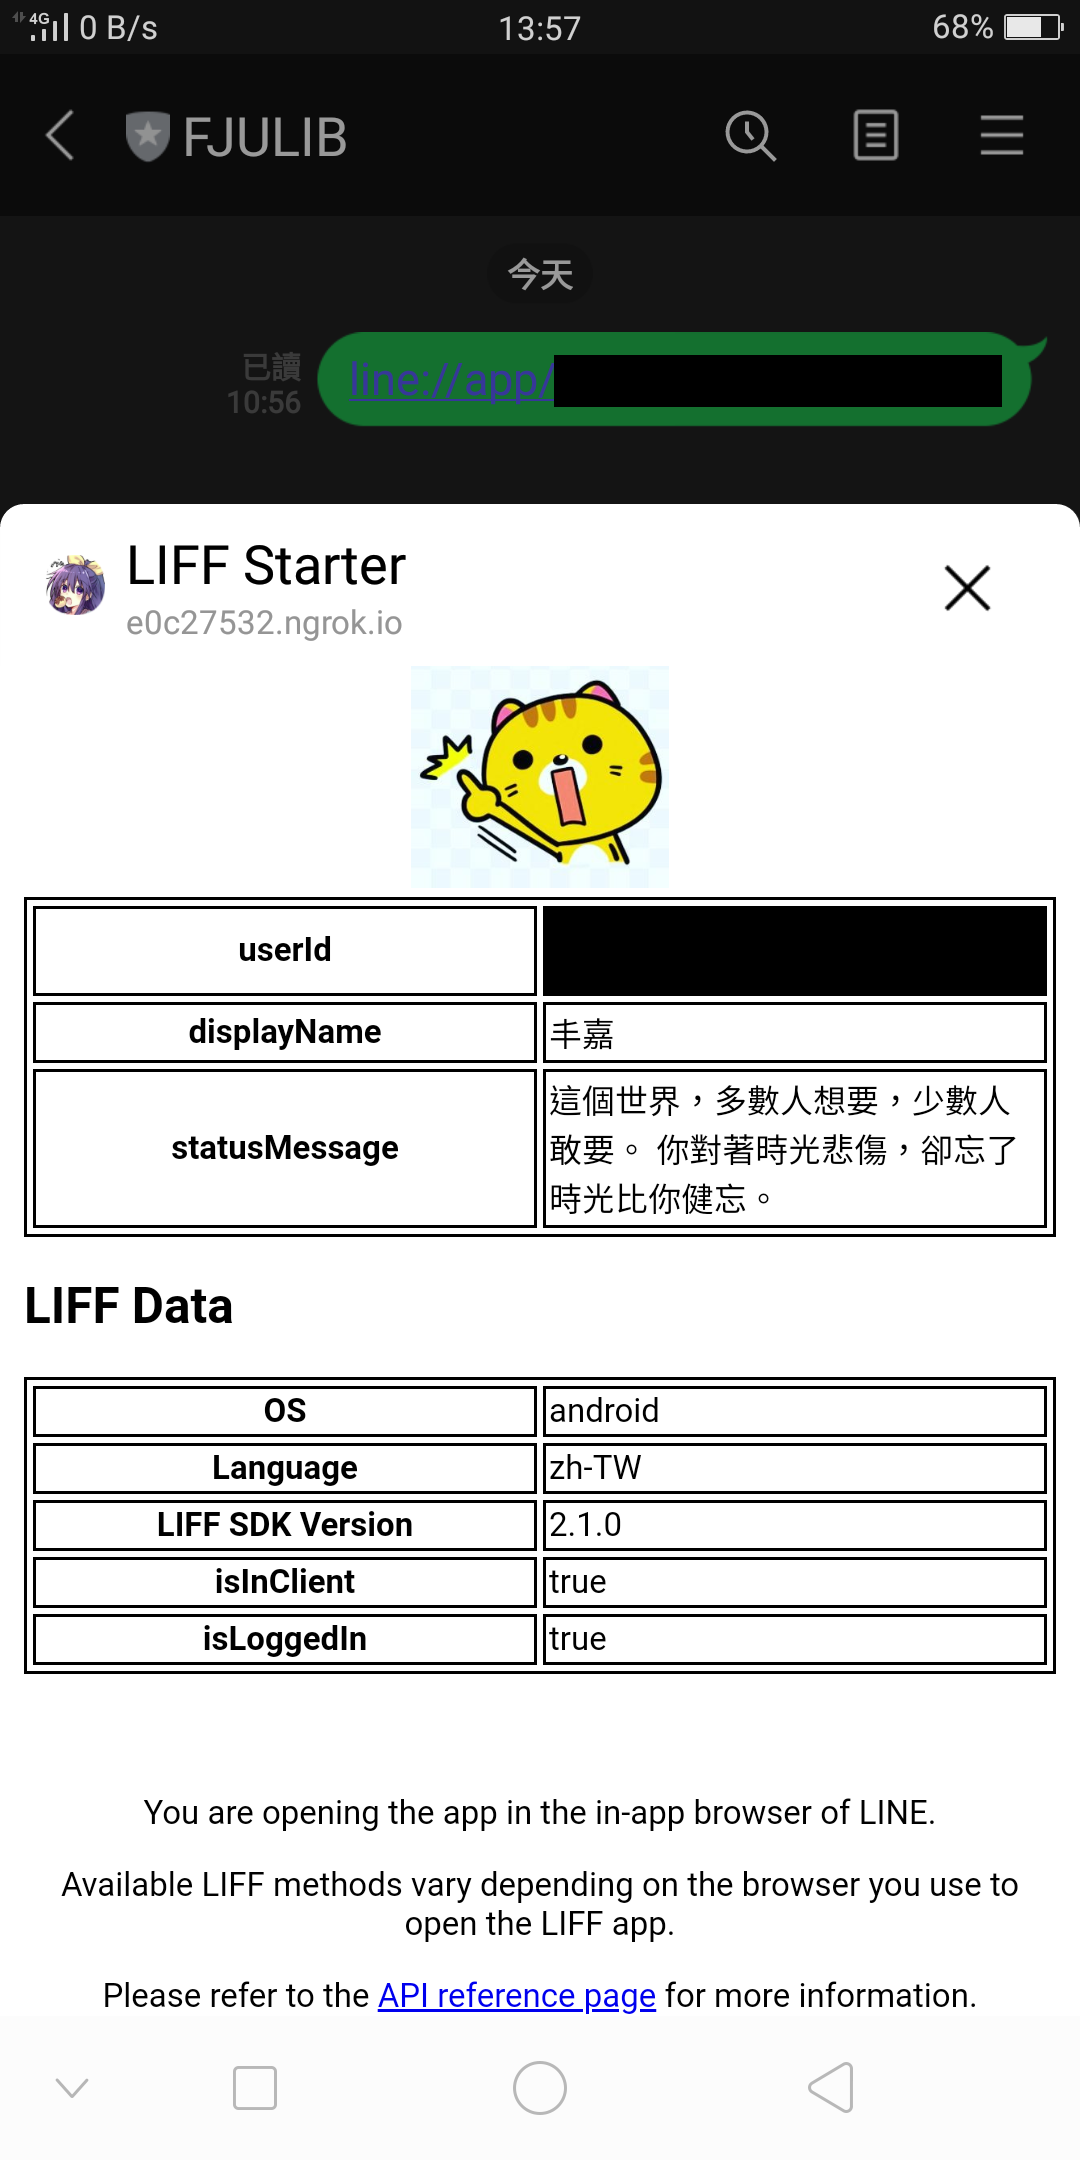 4G 0 B/s 13:57 68%
FJULIB
今天
已讀
10:56
line://app/
LIFF Starter
e0c27532.ngrok.io
userId
displayName 丰嘉
statusMessage
這個世界，多數人想要，少數人
敢要。 你對著時光悲傷，卻忘了
時光比你健忘。
LIFF Data
OS android
Language zh-TW
LIFF SDK Version 2.1.0
isInClient true
isLoggedIn true
You are opening the app in the in-app browser of LINE.
Available LIFF methods vary depending on the browser you use to
open the LIFF app.
Please refer to the API reference page for more information.